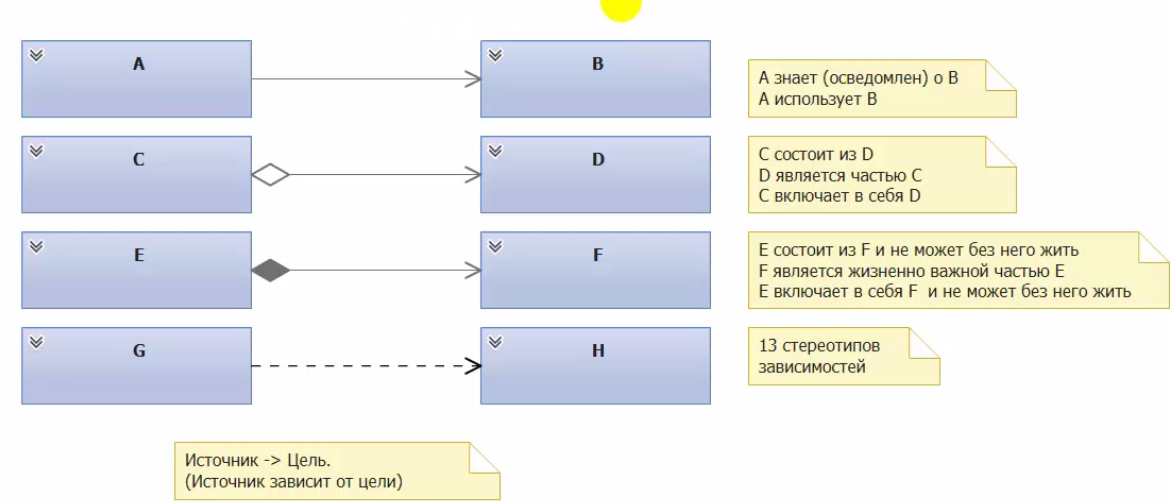 A
B
А знает (осведомлен) о В
А использует В
C
D
С состоит из D
D является частью С
С включает в себя D
E
F
Е состоит из F и не может без него жить
F является жизненно важной частью Е
Е включает в себя F и не может без него жить
G
H
13 стереотипов
зависимостей
Источник -> Цель.
(Источник зависит от цели)